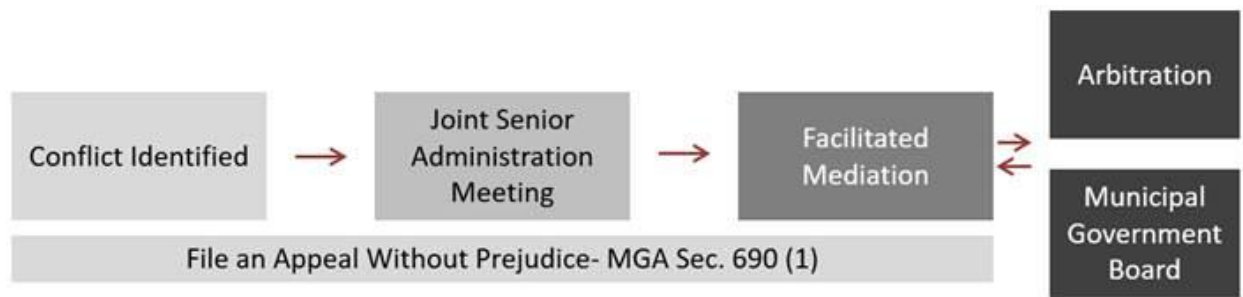 Conflict Identified
Joint Senior
Administration
Meeting
Facilitated
Mediation
Arbitration
Municipal
Government
Board
File an Appeal Without Prejudice- MGA Sec. 690 (1)